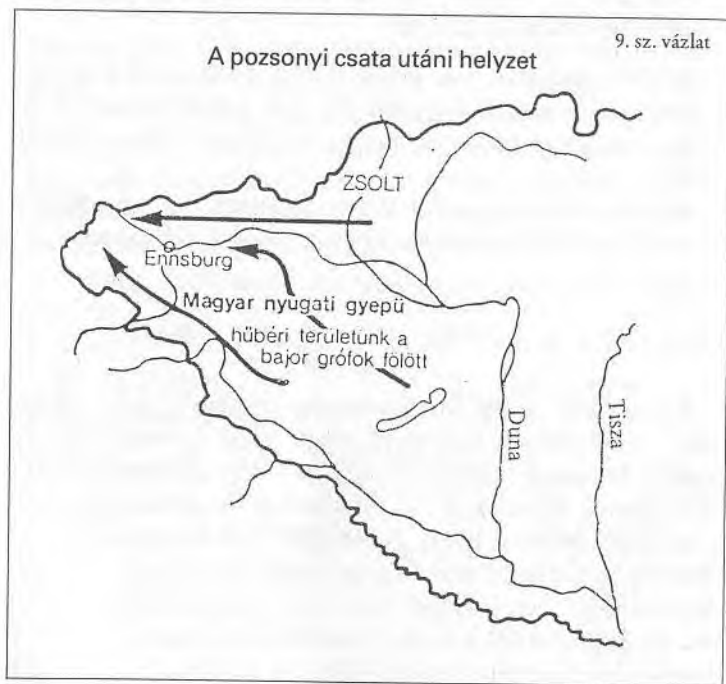 9. sz. vázlat
A pozsonyi csata utáni helyzet
ZSOLT
Ennsburg
Magyar nyugati gyepü
hűbéri területünk a
bajor grófok fölött
Duna
Tisza